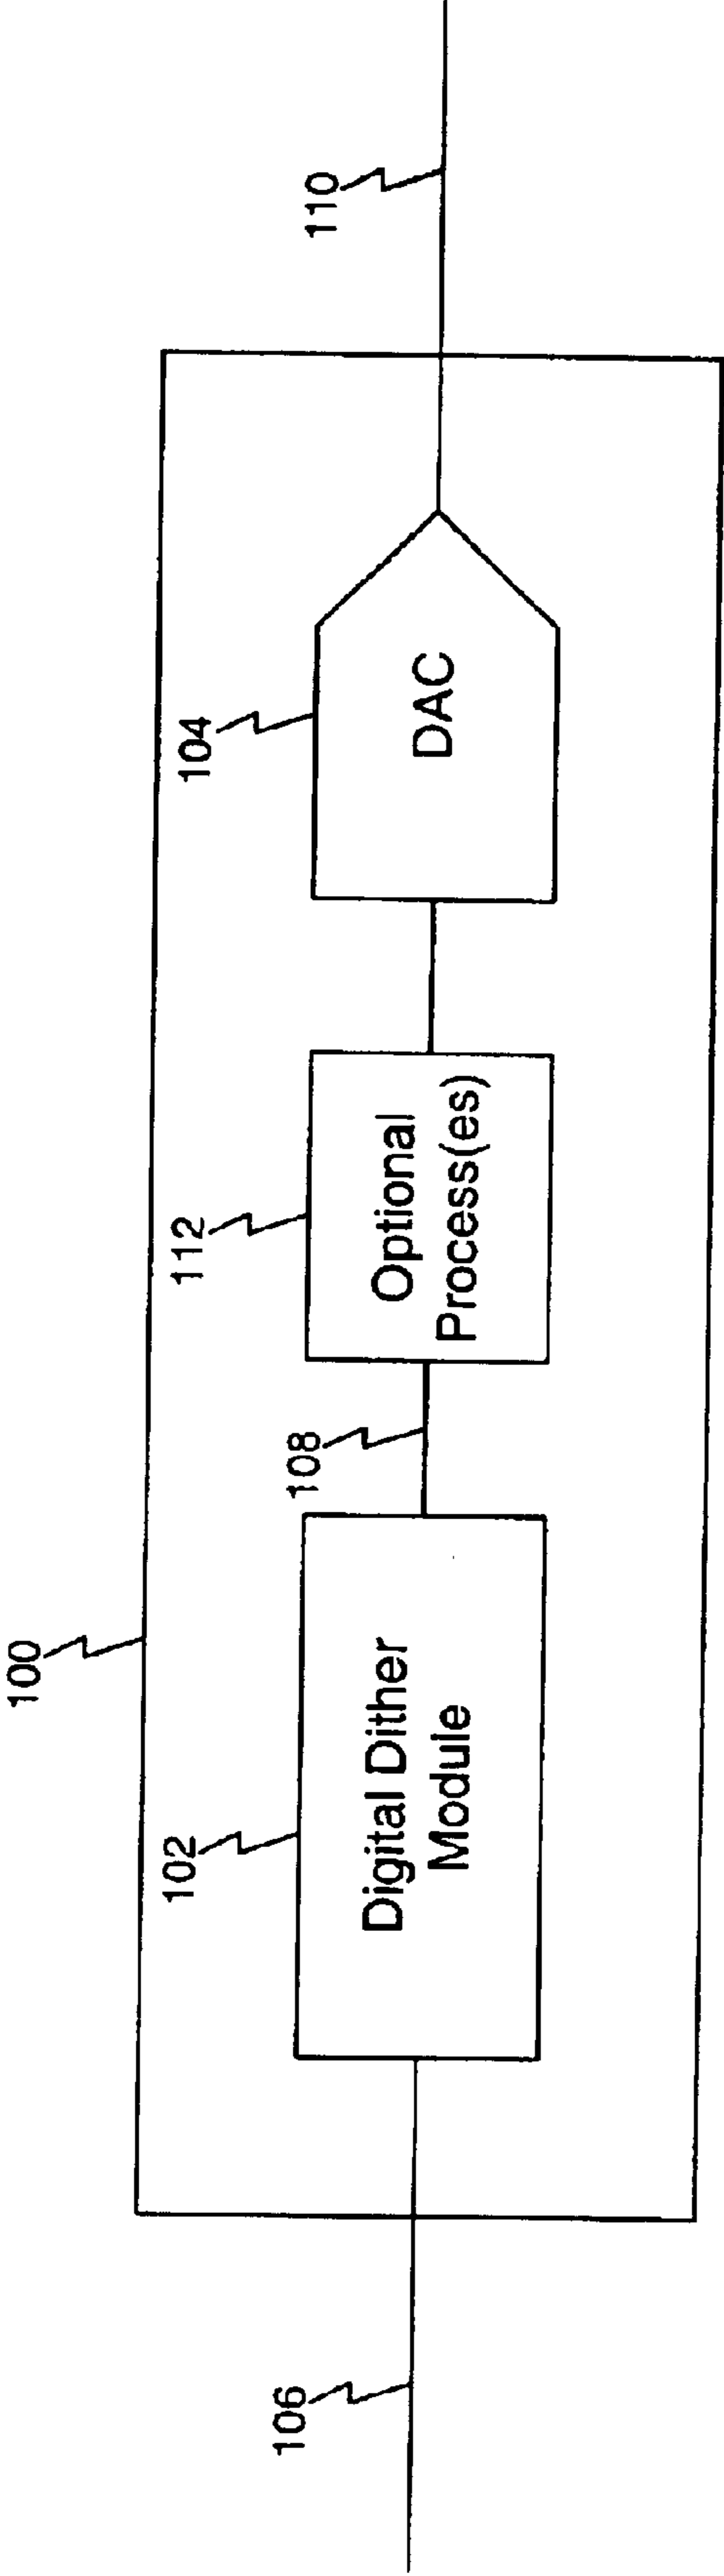 100
102
108
112
104
110
106
Digital Dither
Module
Optional
Process(es)
DAC